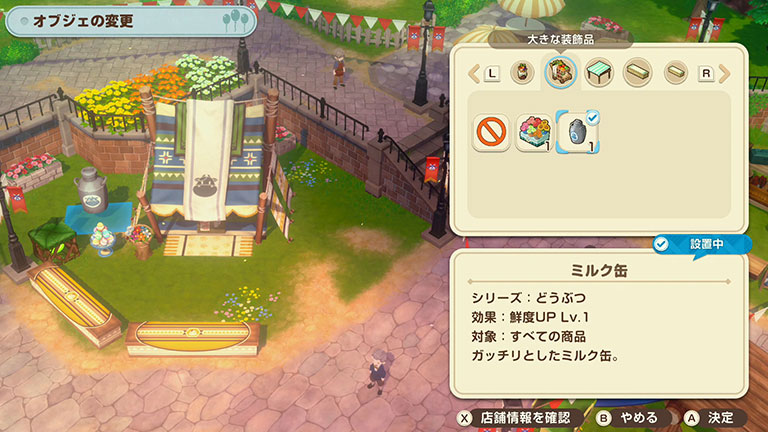 オブジェの変更
大きな装飾品
L
R
1
1
設置中
ミルク缶
シリーズ：どうぶつ
効果：鮮度UP Lv.1
対象：すべての商品
ガッチリとしたミルク缶。
X 店舗情報を確認 B やめる A 決定